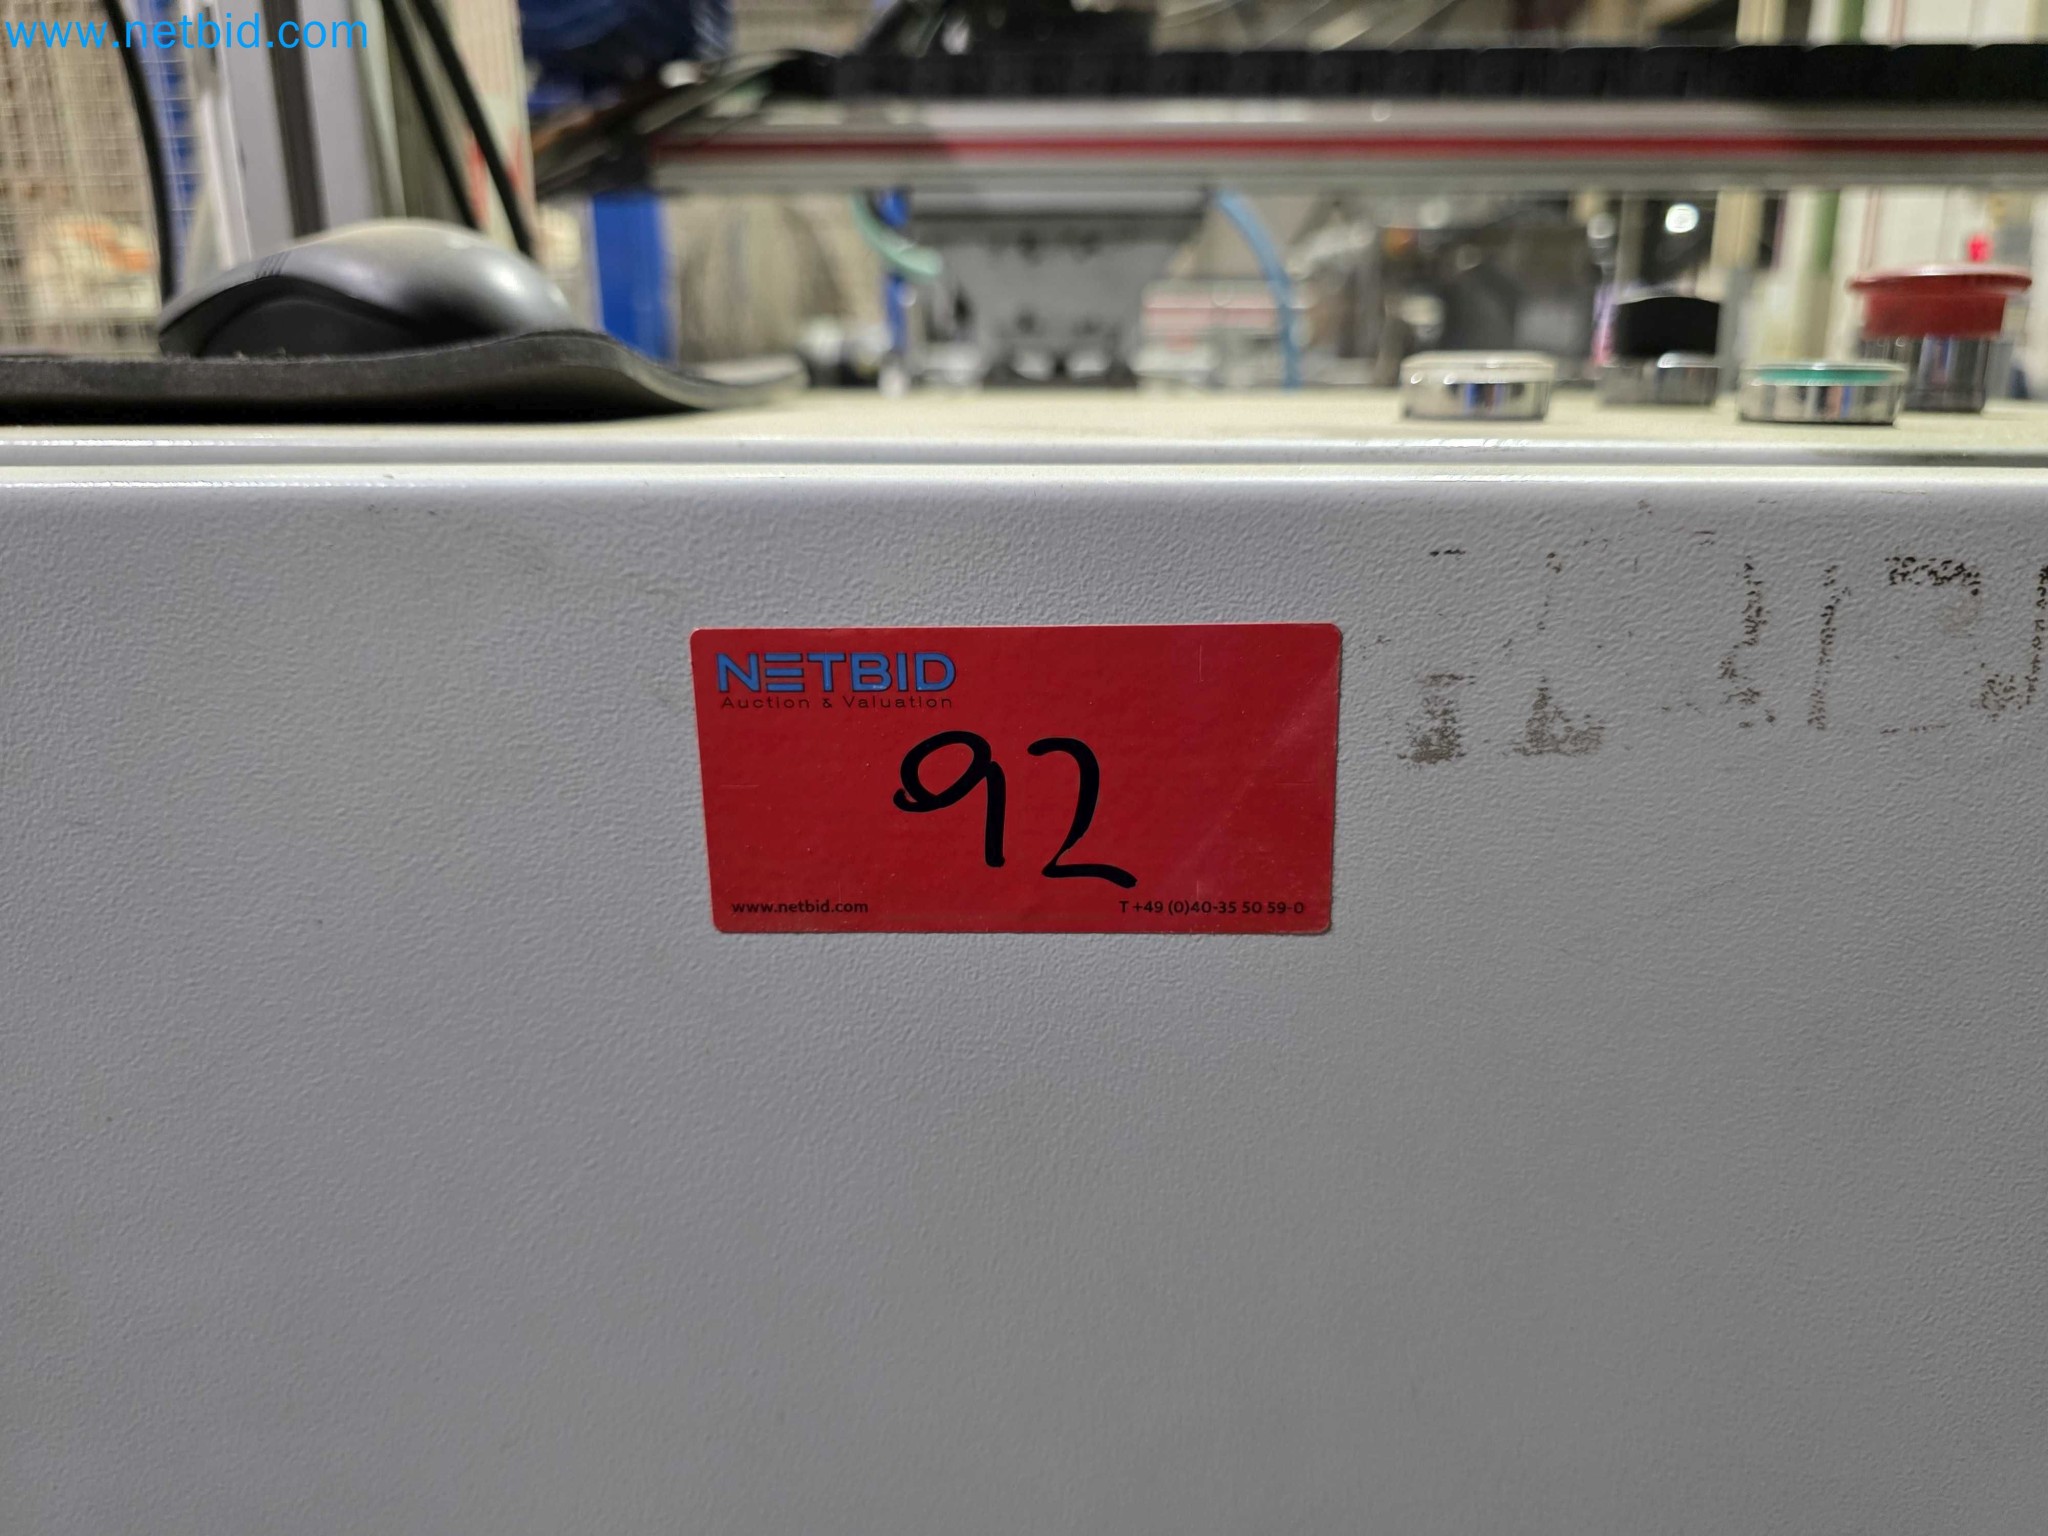 www.netbid.com
NETBID
Auction & Valuation
92
www.netbid.com T +49 (0)40-35 50 59-0